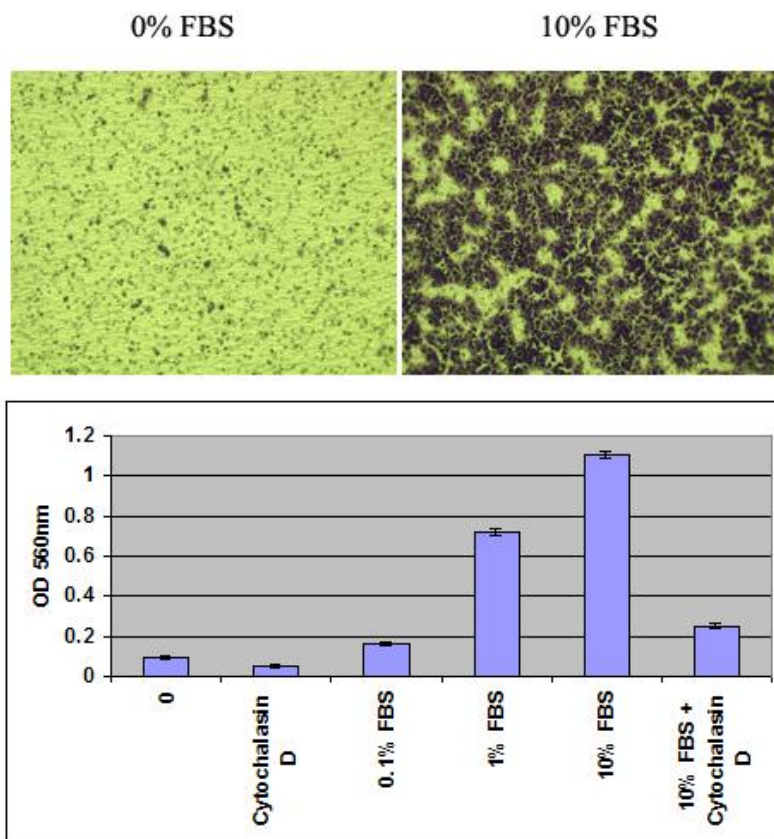 0% FBS 10% FBS
1.2
1
0.8
0.6
0.4
0.2
0
OD 560nm
0
Cytochalasin
D
0.1% FBS
1% FBS
10% FBS
10% FBS +
Cytochalasin
D